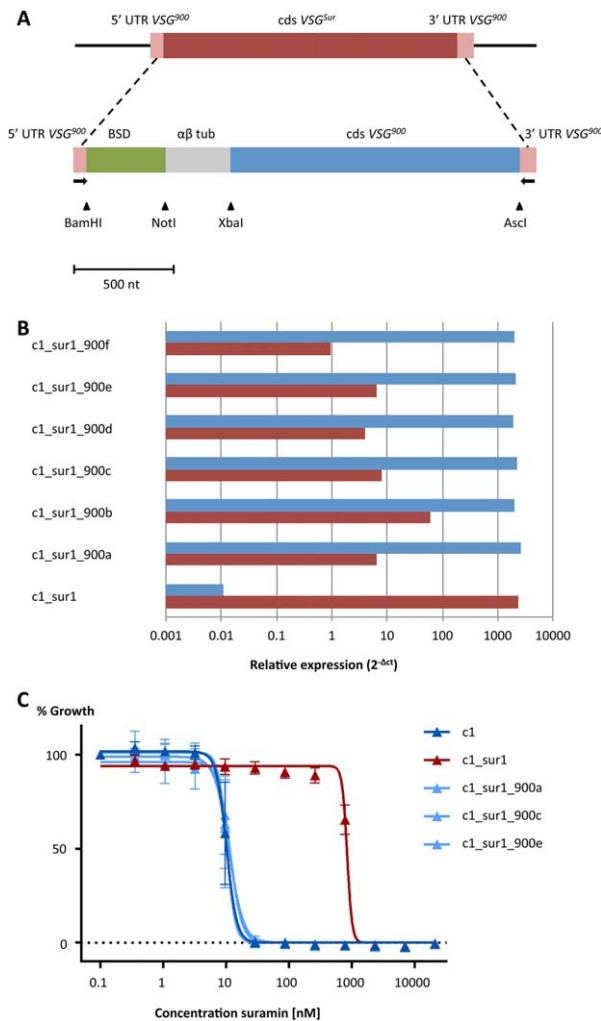 A
5' UTR VSG900 cds VSGSur 3' UTR VSG900
5' UTR VSG900 BSD αβ tub cds VSG900 3' UTR VSG900
BamHI NotI XbaI AscI
500 nt
B
c1_sur1_900f
c1_sur1_900e
c1_sur1_900d
c1_sur1_900c
c1_sur1_900b
c1_sur1_900a
c1_sur1
0.001 0.01 0.1 1 10 100 1000 10000
Relative expression (2-Δct)
C
% Growth
100
50
0
0.1 1 10 100 1000 10000
Concentration suramin [nM]
c1
c1_sur1
c1_sur1_900a
c1_sur1_900c
c1_sur1_900e